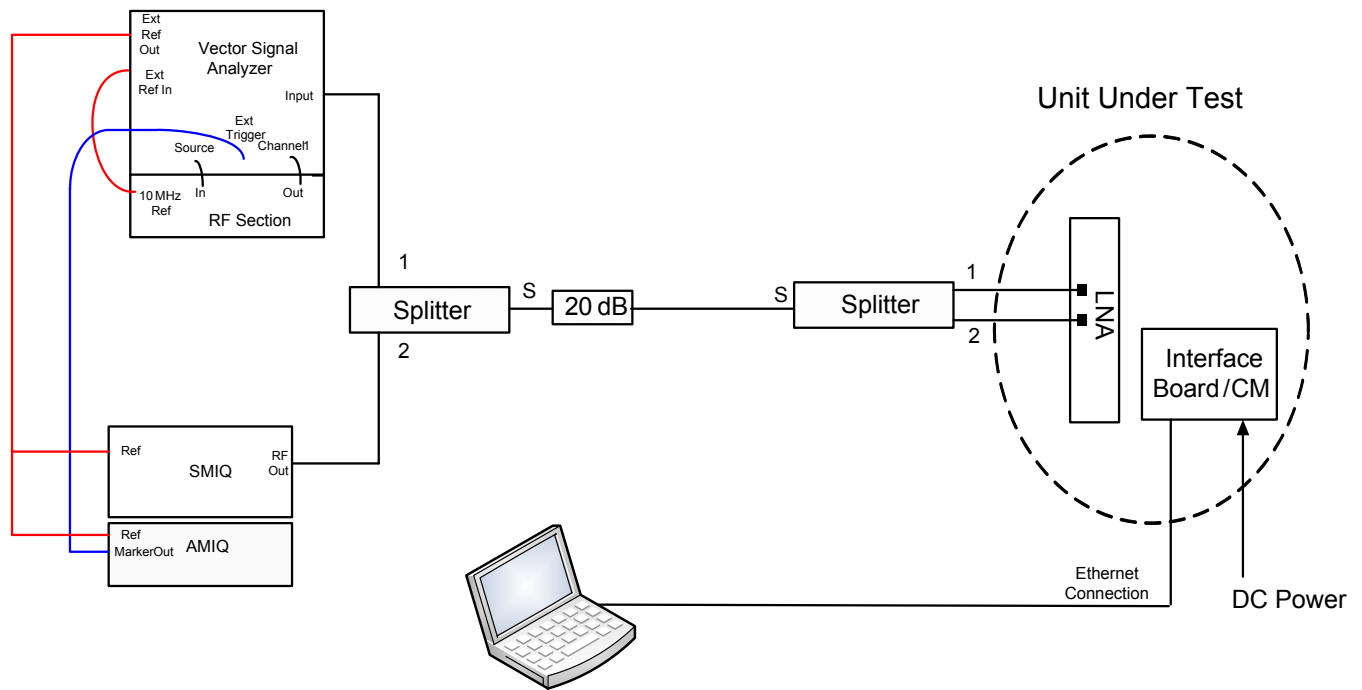 Ext
Ref
Out
Vector Signal
Analyzer
Ext
Ref In
Input
Ext
Trigger
Source
Channel1
10 MHz
Ref
In
Out
RF Section
1
Splitter
2
S
20 dB
S
Splitter
1
2
Unit Under Test
LNA
Interface
Board/CM
Ref
SMIQ
RF
Out
Ref
MarkerOut
AMIQ
Ethernet
Connection
DC Power